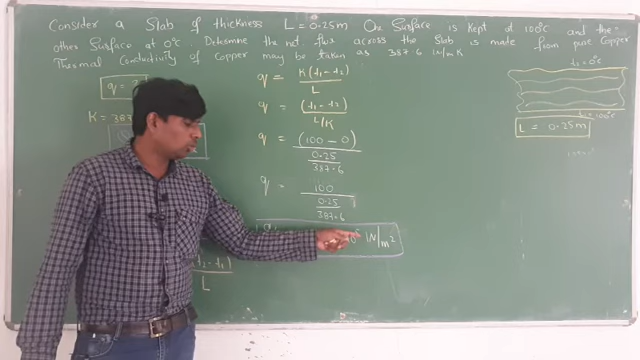 Consider a Slab of thickness L = 0.25m One Surface is kept at 100°C and the
other Surface at 0°C. Determine the net flux across the Slab is made from pure Copper
Thermal Conductivity of Copper may be taken as 387.6 W/mK
q = ?
K = 387
q = K(t₁-t₂)/L
q = (t₁-t₂)/(L/K)
q = (100-0)/(0.25/387.6)
q = 100/(0.25/387.6)
W/m²
L
t₂=0°C
t₁=100°C
L = 0.25m